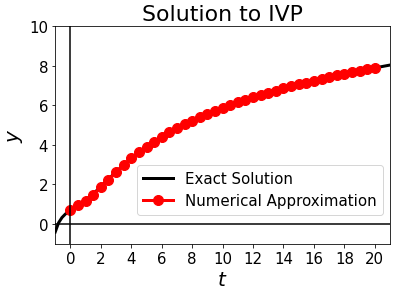 Solution to IVP
10
8
6
4
2
0
y
Exact Solution
Numerical Approximation
0 2 4 6 8 10 12 14 16 18 20
t